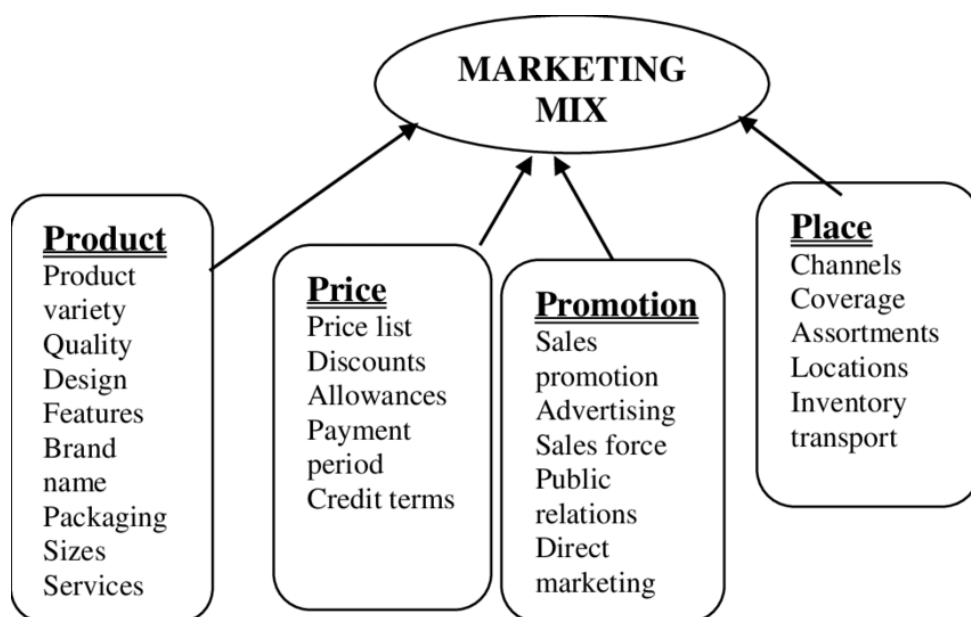 MARKETING
MIX
Product
Product
variety
Quality
Design
Features
Brand
name
Packaging
Sizes
Services
Price
Price list
Discounts
Allowances
Payment
period
Credit terms
Promotion
Sales
promotion
Advertising
Sales force
Public
relations
Direct
marketing
Place
Channels
Coverage
Assortments
Locations
Inventory
transport